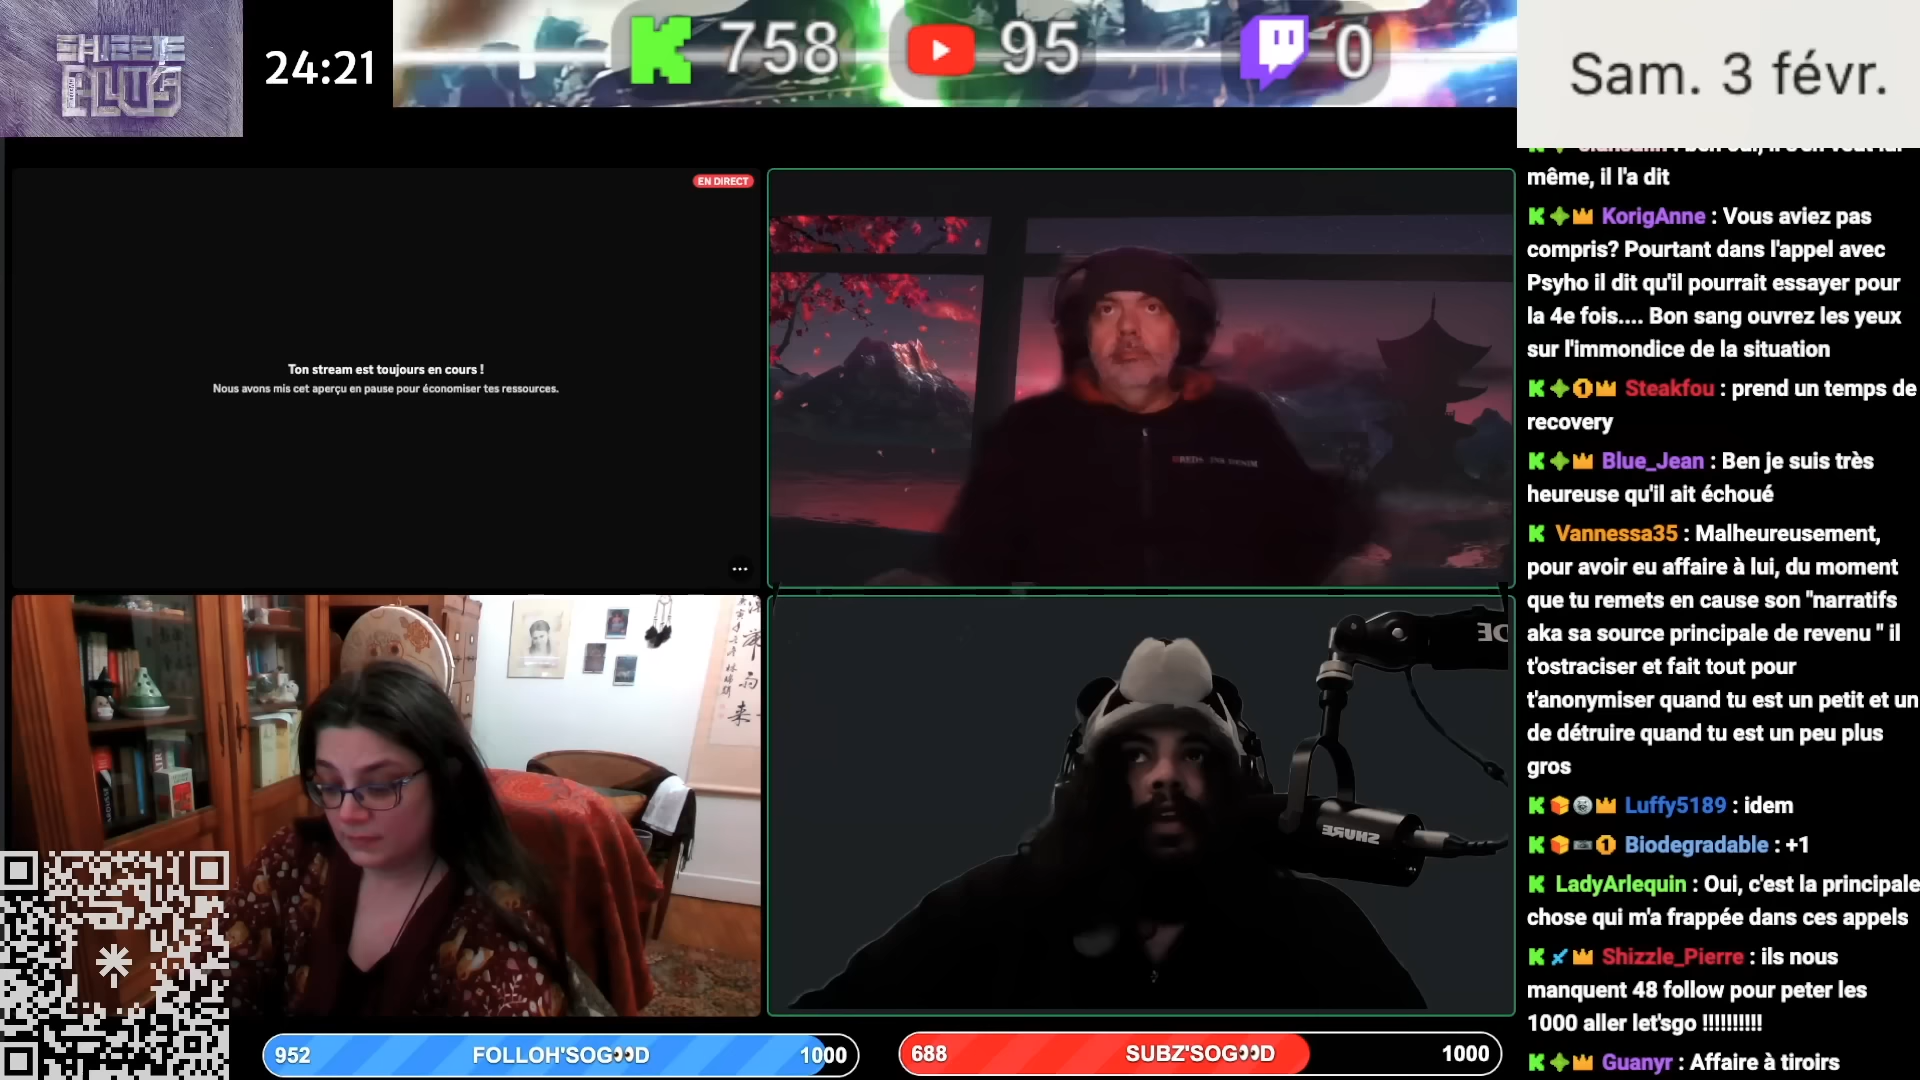 24:21
758
95
0
Sam. 3 févr.
EN DIRECT
Ton stream est toujours en cours !
Nous avons mis cet aperçu en pause pour économiser tes ressources.
SHURE
même, il l'a dit
KorigAnne : Vous aviez pas
compris? Pourtant dans l'appel avec
Psyho il dit qu'il pourrait essayer pour
la 4e fois.... Bon sang ouvrez les yeux
sur l'immondice de la situation
Steakfou : prend un temps de
recovery
Blue_Jean : Ben je suis très
heureuse qu'il ait échoué
Vannessa35 : Malheureusement,
pour avoir eu affaire à lui, du moment
que tu remets en cause son "narratifs
aka sa source principale de revenu " il
t'ostraciser et fait tout pour
t'anonymiser quand tu est un petit et un
de détruire quand tu est un peu plus
gros
Luffy5189 : idem
Biodegradable : +1
LadyArlequin : Oui, c'est la principale
chose qui m'a frappée dans ces appels
Shizzle_Pierre : ils nous
manquent 48 follow pour peter les
1000 aller let'sgo !!!!!!!!!!
Guanyr : Affaire à tiroirs
952 FOLLOH'SOG👀D 1000
688 SUBZ'SOG👀D 1000